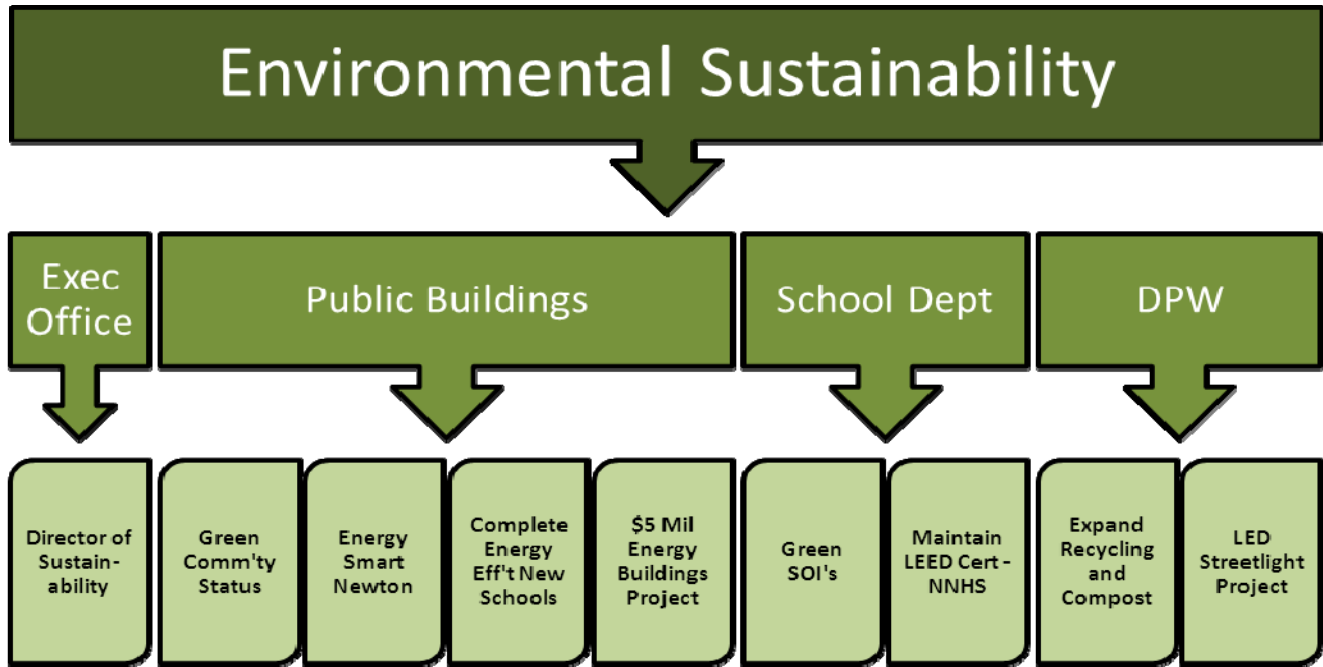 Environmental Sustainability
Exec
Office
Public Buildings
School Dept
DPW
Director of
Sustain-
ability
Green
Comm'ty
Status
Energy
Smart
Newton
Complete
Energy
Eff't New
Schools
$5 Mil
Energy
Buildings
Project
Green
SOI's
Maintain
LEED Cert -
NNHS
Expand
Recycling
and
Compost
LED
Streetlight
Project